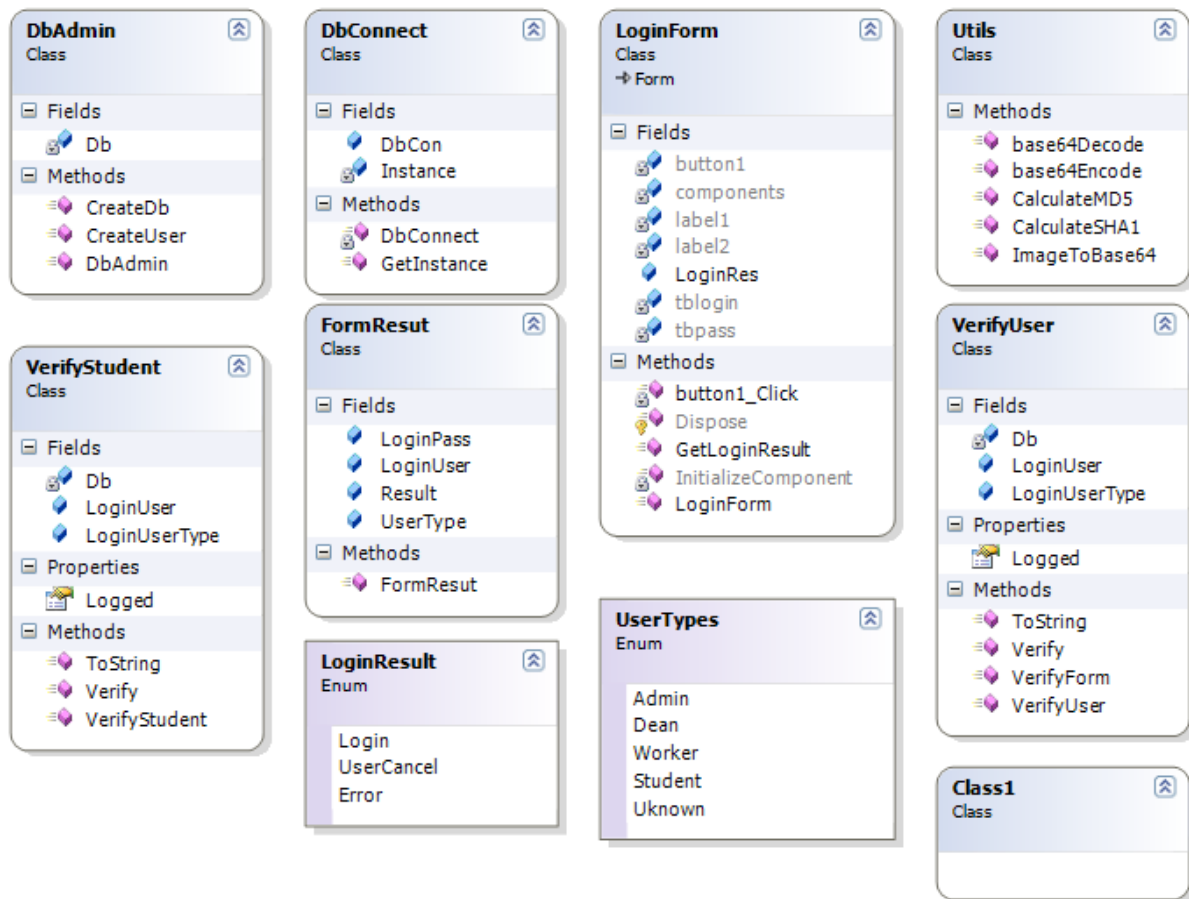 DbAdmin
Class
Fields
Db
Methods
CreateDb
CreateUser
DbAdmin
VerifyStudent
Class
Fields
Db
LoginUser
LoginUserType
Properties
Logged
Methods
ToString
Verify
VerifyStudent
DbConnect
Class
Fields
DbCon
Instance
Methods
DbConnect
GetInstance
FormResut
Class
Fields
LoginPass
LoginUser
Result
UserType
Methods
FormResut
LoginResult
Enum
Login
UserCancel
Error
LoginForm
Class
Form
Fields
button1
components
label1
label2
LoginRes
tblogin
tbpass
Methods
button1_Click
Dispose
GetLoginResult
InitializeComponent
LoginForm
UserTypes
Enum
Admin
Dean
Worker
Student
Uknown
Utils
Class
Methods
base64Decode
base64Encode
CalculateMD5
CalculateSHA1
ImageToBase64
VerifyUser
Class
Fields
Db
LoginUser
LoginUserType
Properties
Logged
Methods
ToString
Verify
VerifyForm
VerifyUser
Class1
Class